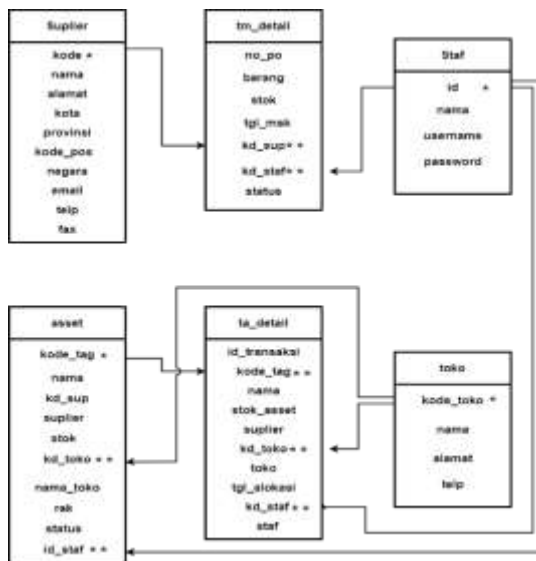 Suplier
kode *
nama
alamat
kota
provinsi
kode_pos
negara
email
telp
fax
tm_detail
no_po
barang
stok
tgl_msk
kd_sup* *
kd_staf* *
status
Staf
id *
nama
username
password
asset
kode_tag *
nama
kd_sup
suplier
stok
kd_toko* *
nama_toko
rak
status
id_staf* *
ta_detail
id_transaksi
kode_tag* *
nama
stok_asset
suplier
kd_toko* *
toko
tgl_alokasi
kd_staf* *
staf
toko
kode_toko *
nama
alamat
telp